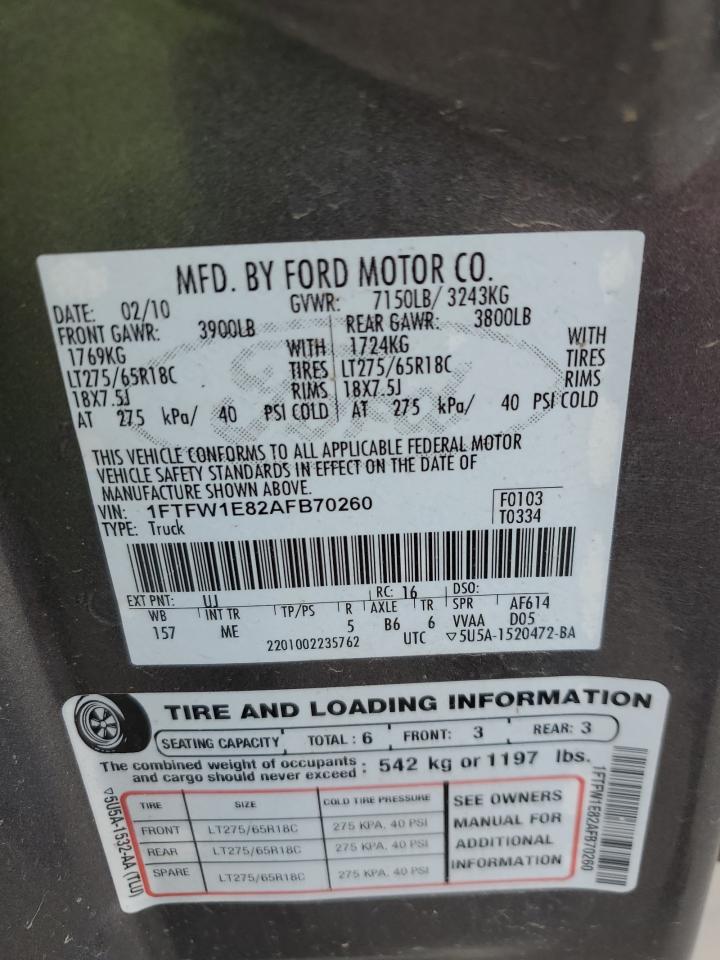 MFD. BY FORD MOTOR CO.
DATE: 02/10 GVWR: 7150LB/ 3243KG
FRONT GAWR: 3900LB REAR GAWR: 3800LB
1769KG WITH 1724KG WITH
LT275/65R18C TIRES LT275/65R18C TIRES
18X7.5J RIMS 18X7.5J RIMS
AT 275 kPa/ 40 PSI COLD AT 275 kPa/ 40 PSI COLD
THIS VEHICLE CONFORMS TO ALL APPLICABLE FEDERAL MOTOR
VEHICLE SAFETY STANDARDS IN EFFECT ON THE DATE OF
MANUFACTURE SHOWN ABOVE.
VIN: 1FTFW1E82AFB70260 F0103
TYPE: Truck T0334
EXT PNT: UJ RC: 16 DSO:
WB INT TR TP/PS R AXLE TR SPR AF614
157 ME 5 B6 6 VVAA D05
2201002235762 UTC ▽5U5A-1520472-BA
Ford
TIRE AND LOADING INFORMATION
SEATING CAPACITY TOTAL : 6 FRONT: 3 REAR: 3
The combined weight of occupants
and cargo should never exceed : 542 kg or 1197 lbs.
TIRE SIZE COLD TIRE PRESSURE
FRONT LT275/65R18C 275 KPA, 40 PSI
REAR LT275/65R18C 275 KPA, 40 PSI
SPARE LT275/65R18C 275 KPA, 40 PSI
SEE OWNERS
MANUAL FOR
ADDITIONAL
INFORMATION
▽5U5A-1532-AA (TLU)
1FTFW1E82AFB70260